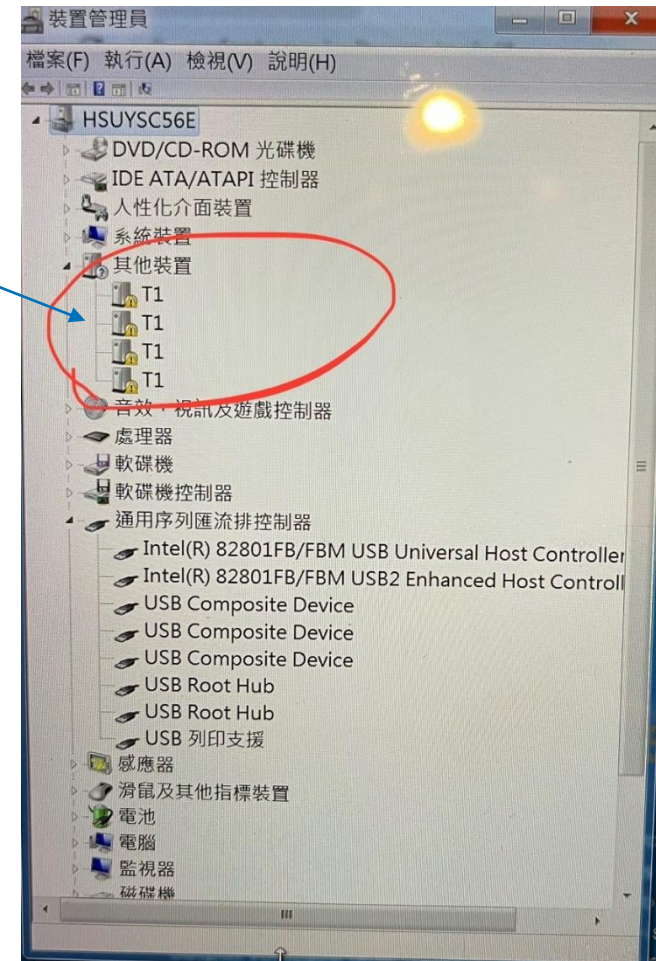 裝置管理員
檔案(F) 執行(A) 檢視(V) 說明(H)
HSUYSC56E
DVD/CD-ROM 光碟機
IDE ATA/ATAPI 控制器
人性化介面裝置
系統裝置
其他裝置
T1
T1
T1
T1
音效，視訊及遊戲控制器
處理器
軟碟機
軟碟機控制器
通用序列匯流排控制器
Intel(R) 82801FB/FBM USB Universal Host Controller
Intel(R) 82801FB/FBM USB2 Enhanced Host Controll
USB Composite Device
USB Composite Device
USB Composite Device
USB Root Hub
USB Root Hub
USB 列印支援
感應器
滑鼠及其他指標裝置
電池
電腦
監視器
磁碟機